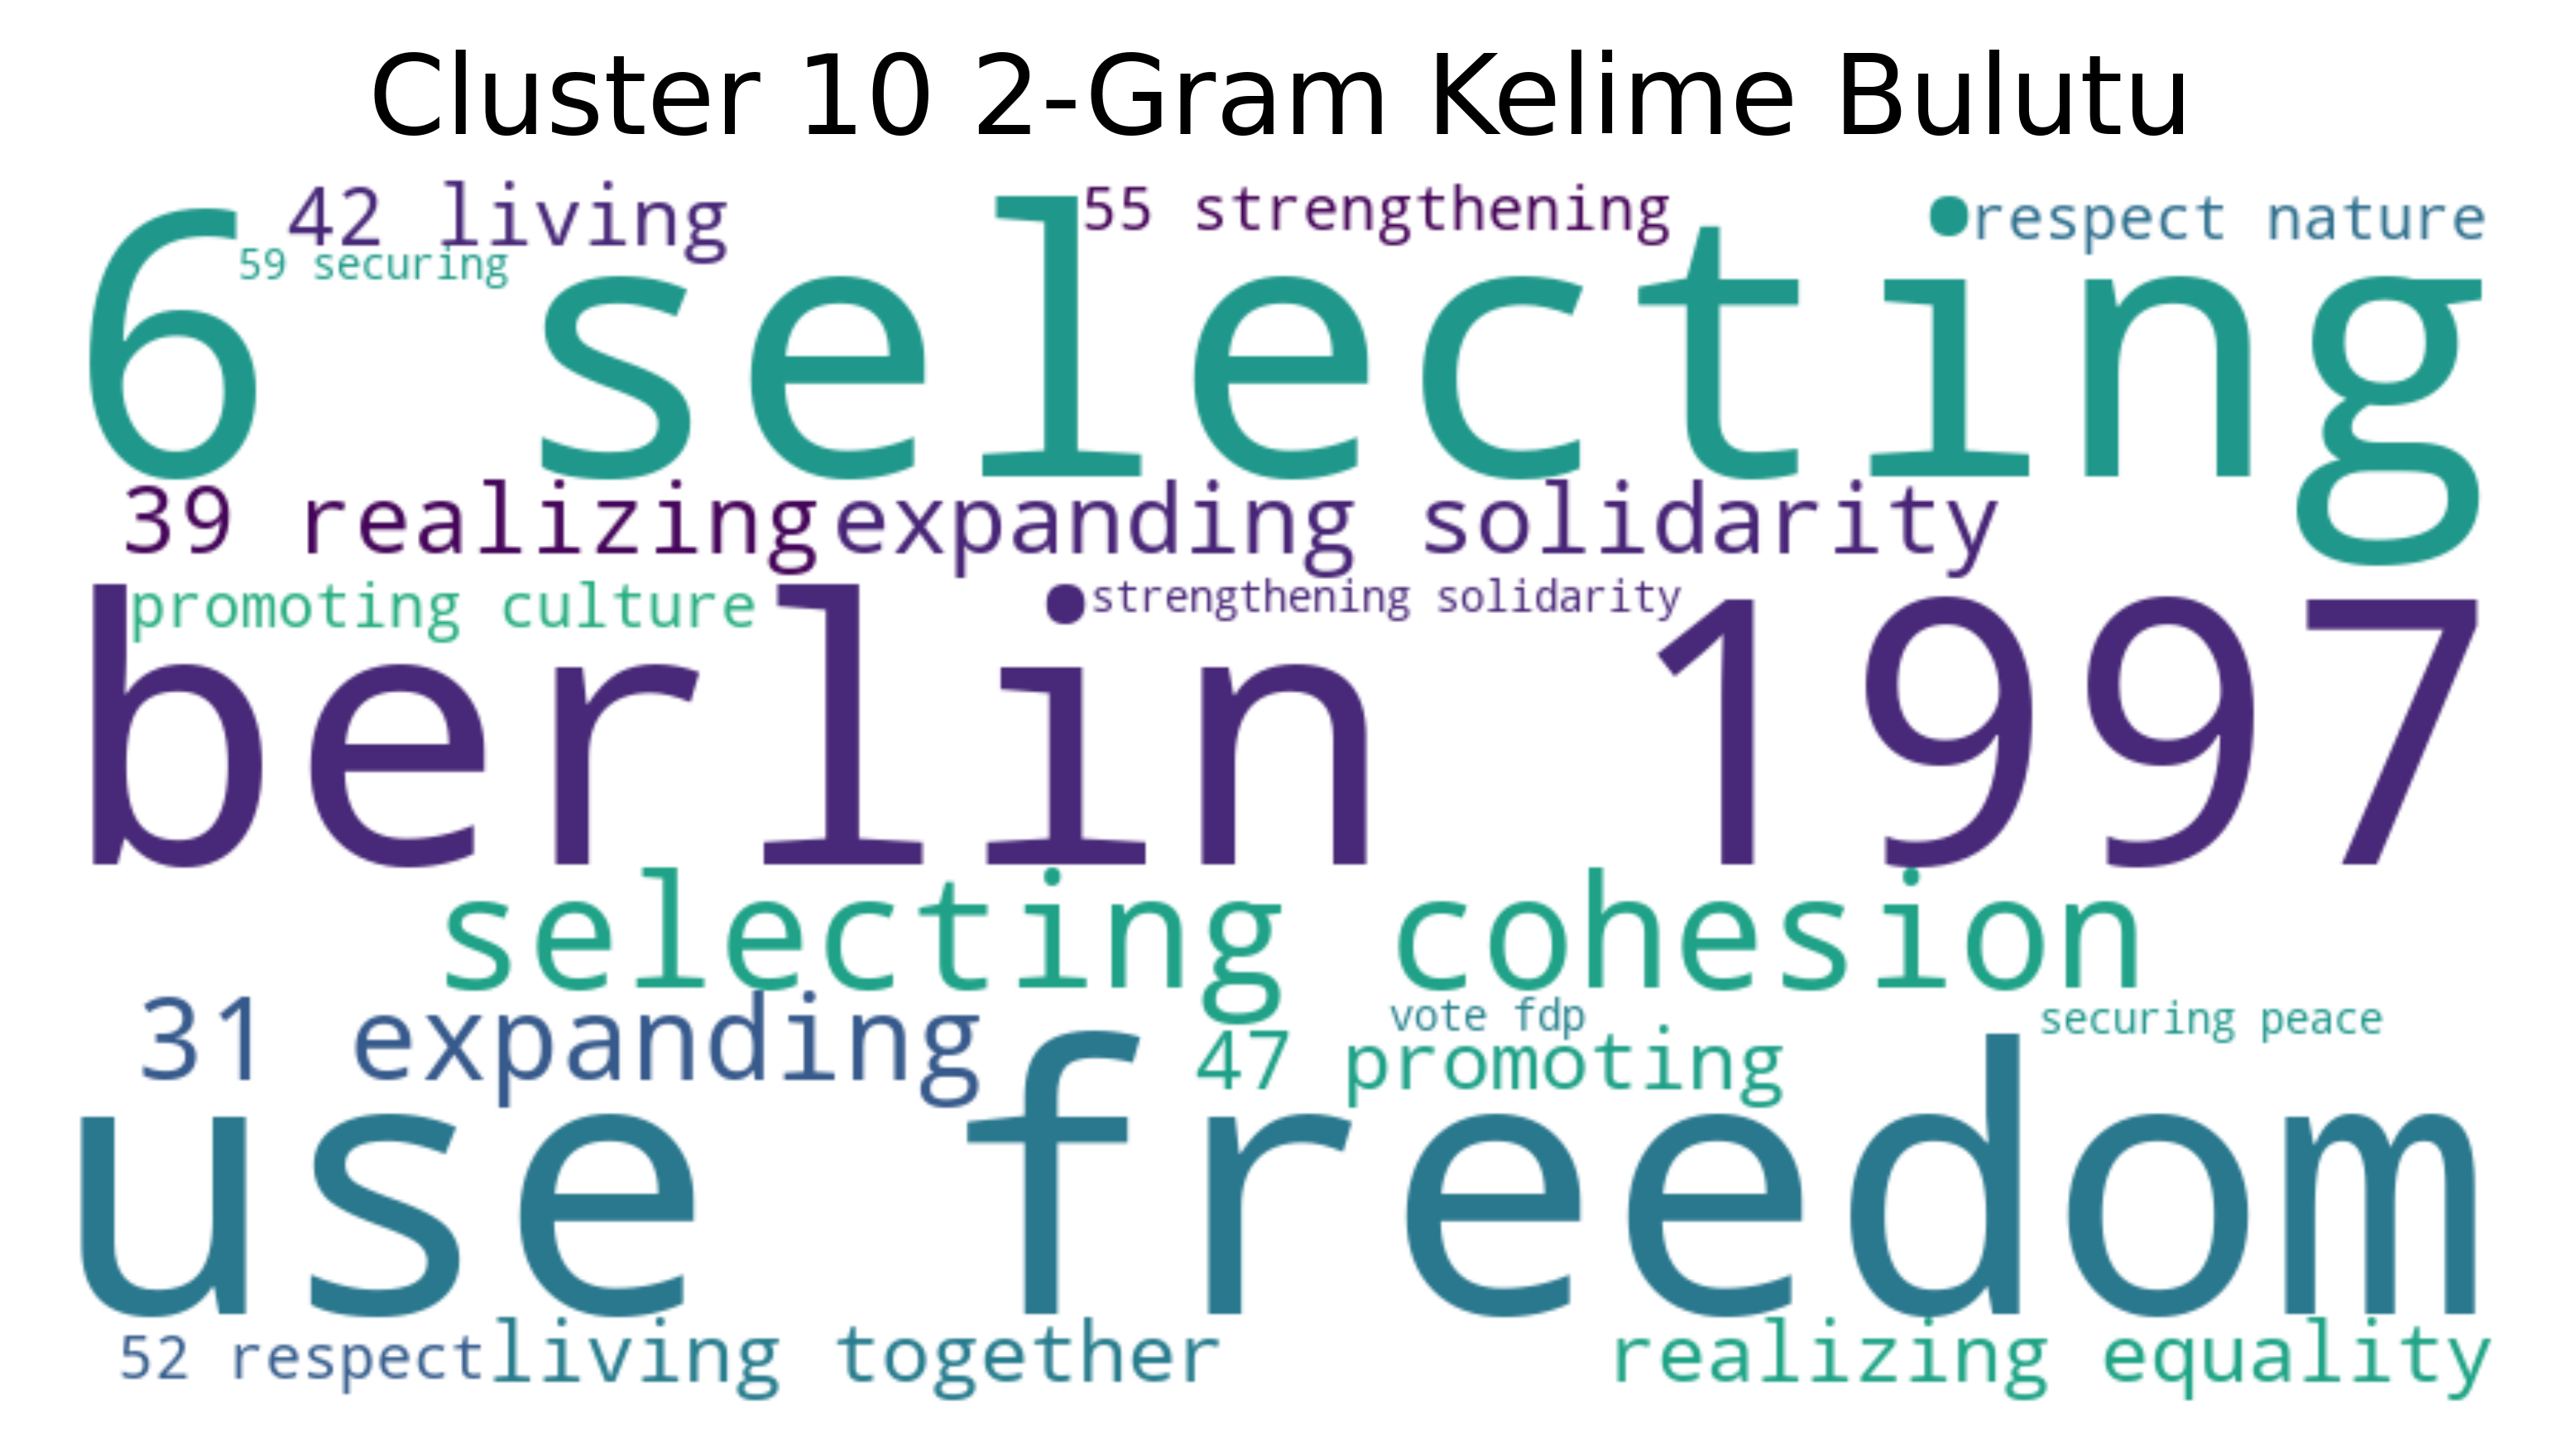 Cluster 10 2-Gram Kelime Bulutu
42 living
55 strengthening
respect nature
59 securing
6 selecting
39 realizing
expanding solidarity
promoting culture
strengthening solidarity
berlin 1997
selecting cohesion
31 expanding
vote fdp
securing peace
47 promoting
use freedom
52 respect
living together
realizing equality